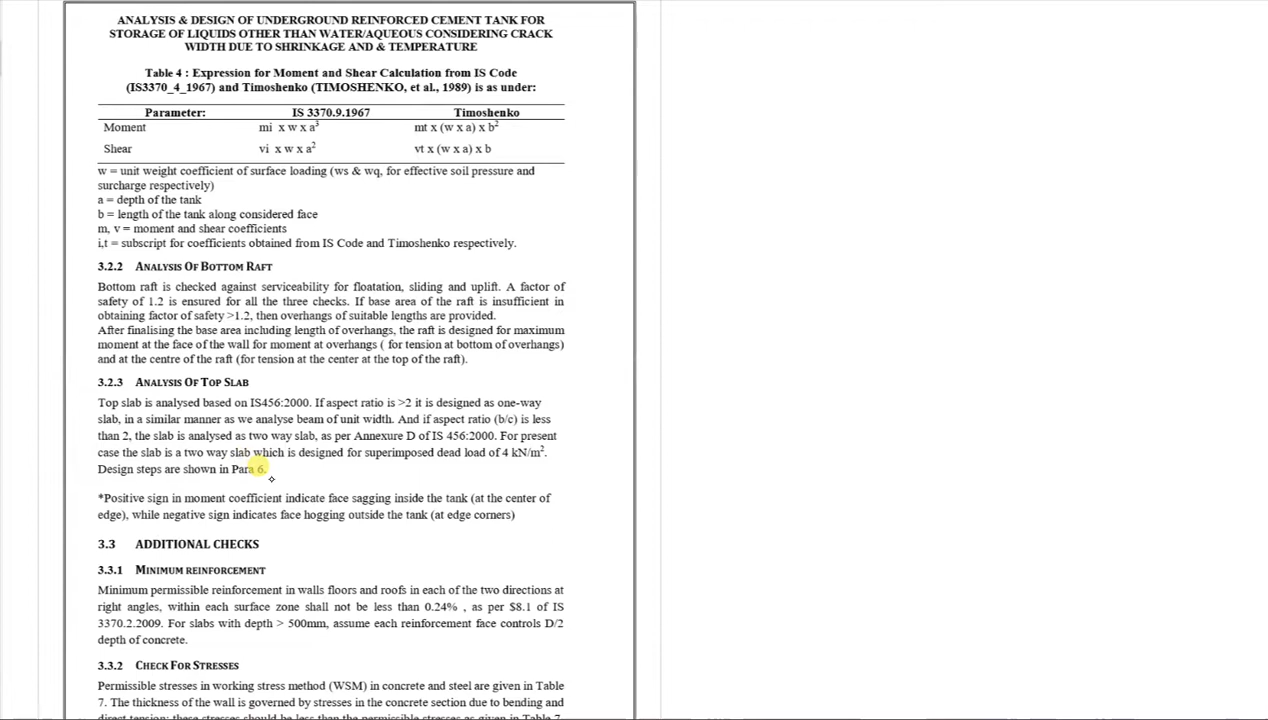 ANALYSIS & DESIGN OF UNDERGROUND REINFORCED CEMENT TANK FOR
STORAGE OF LIQUIDS OTHER THAN WATER/AQUEOUS CONSIDERING CRACK
WIDTH DUE TO SHRINKAGE AND & TEMPERATURE
Table 4 : Expression for Moment and Shear Calculation from IS Code
(IS3370_4_1967) and Timoshenko (TIMOSHENKO, et al., 1989) is as under:
Parameter: IS 3370.9.1967 Timoshenko
Moment mi x w x a³ mt x (w x a) x b²
Shear vi x w x a² vt x (w x a) x b
w = unit weight coefficient of surface loading (ws & wq, for effective soil pressure and
surcharge respectively)
a = depth of the tank
b = length of the tank along considered face
m, v = moment and shear coefficients
i,t = subscript for coefficients obtained from IS Code and Timoshenko respectively.
3.2.2 ANALYSIS OF BOTTOM RAFT
Bottom raft is checked against serviceability for floatation, sliding and uplift. A factor of
safety of 1.2 is ensured for all the three checks. If base area of the raft is insufficient in
obtaining factor of safety >1.2, then overhangs of suitable lengths are provided.
After finalising the base area including length of overhangs, the raft is designed for maximum
moment at the face of the wall for moment at overhangs ( for tension at bottom of overhangs)
and at the centre of the raft (for tension at the center at the top of the raft).
3.2.3 ANALYSIS OF TOP SLAB
Top slab is analysed based on IS456:2000. If aspect ratio is >2 it is designed as one-way
slab, in a similar manner as we analyse beam of unit width. And if aspect ratio (b/c) is less
than 2, the slab is analysed as two way slab, as per Annexure D of IS 456:2000. For present
case the slab is a two way slab which is designed for superimposed dead load of 4 kN/m².
Design steps are shown in Para 6.
*Positive sign in moment coefficient indicate face sagging inside the tank (at the center of
edge), while negative sign indicates face hogging outside the tank (at edge corners)
3.3 ADDITIONAL CHECKS
3.3.1 MINIMUM REINFORCEMENT
Minimum permissible reinforcement in walls floors and roofs in each of the two directions at
right angles, within each surface zone shall not be less than 0.24% , as per $8.1 of IS
3370.2.2009. For slabs with depth > 500mm, assume each reinforcement face controls D/2
depth of concrete.
3.3.2 CHECK FOR STRESSES
Permissible stresses in working stress method (WSM) in concrete and steel are given in Table
7. The thickness of the wall is governed by stresses in the concrete section due to bending and
direct tension; these stresses should be less than the permissible stresses as given in Table 7.